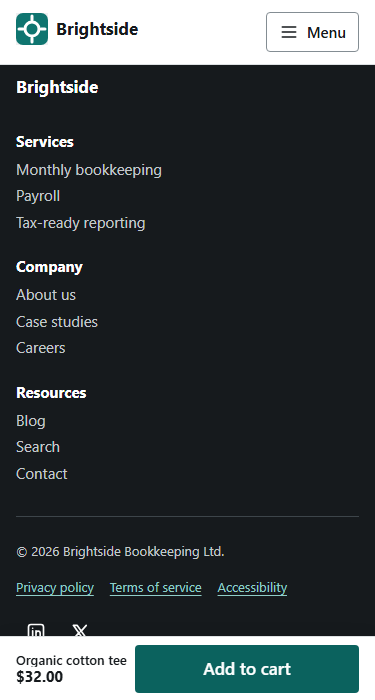 Brightside
Menu
Brightside
Services
Monthly bookkeeping
Payroll
Tax-ready reporting
Company
About us
Case studies
Careers
Resources
Blog
Search
Contact
© 2026 Brightside Bookkeeping Ltd.
Privacy policy Terms of service Accessibility
Organic cotton tee
$32.00
Add to cart